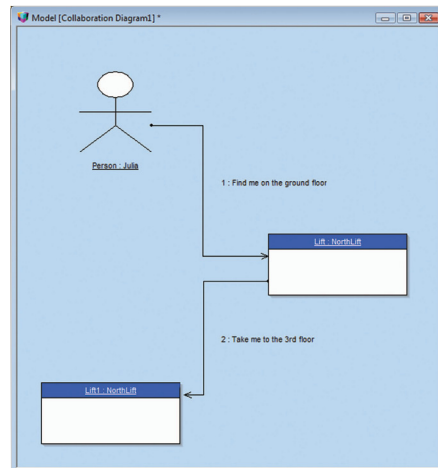 Model [Collaboration Diagram1] *
Person : Julia
1 : Find me on the ground floor
Lift : NorthLift
2 : Take me to the 3rd floor
Lift1 : NorthLift